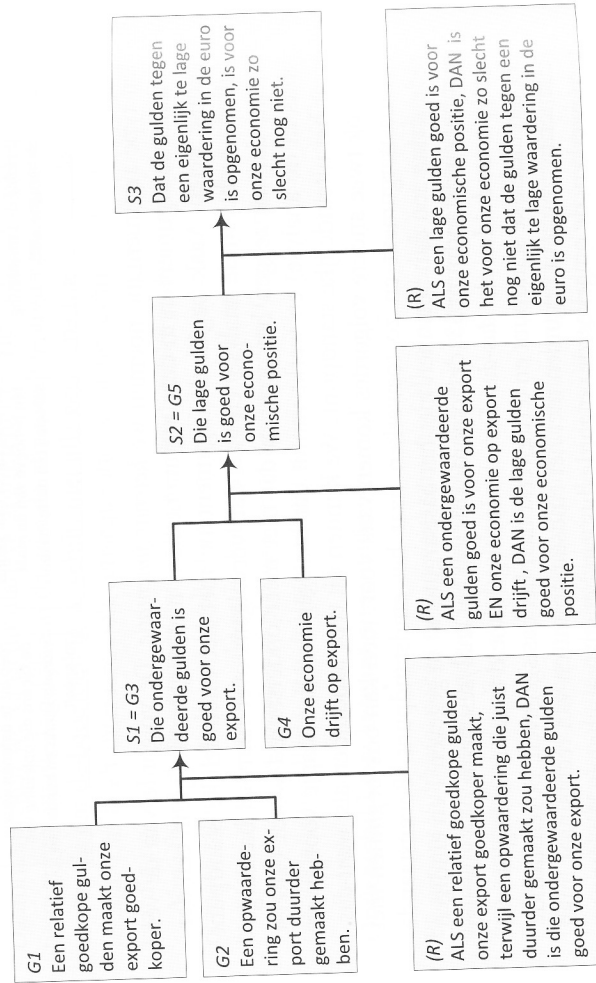 G1
Een relatief
goedkope gul-
den maakt onze
export goed-
koper.
G2
Een opwaarde-
ring zou onze ex-
port duurder
gemaakt heb-
ben.
(R)
ALS een relatief goedkope gulden
onze export goedkoper maakt,
terwijl een opwaardering die juist
duurder gemaakt zou hebben, DAN
is die ondergewaardeerde gulden
goed voor onze export.
S1 = G3
Die ondergewaar-
deerde gulden is
goed voor onze
export.
G4
Onze economie
drijft op export.
(R)
ALS een ondergewaardeerde
gulden goed is voor onze export
EN onze economie op export
drijft , DAN is de lage gulden
goed voor onze economische
positie.
S2 = G5
Die lage gulden
is goed voor
onze econo-
mische positie.
(R)
ALS een lage gulden goed is voor
onze economische positie, DAN is
het voor onze economie zo slecht
nog niet dat de gulden tegen een
eigenlijk te lage waardering in de
euro is opgenomen.
S3
Dat de gulden tegen
een eigenlijk te lage
waardering in de euro
is opgenomen, is voor
onze economie zo
slecht nog niet.